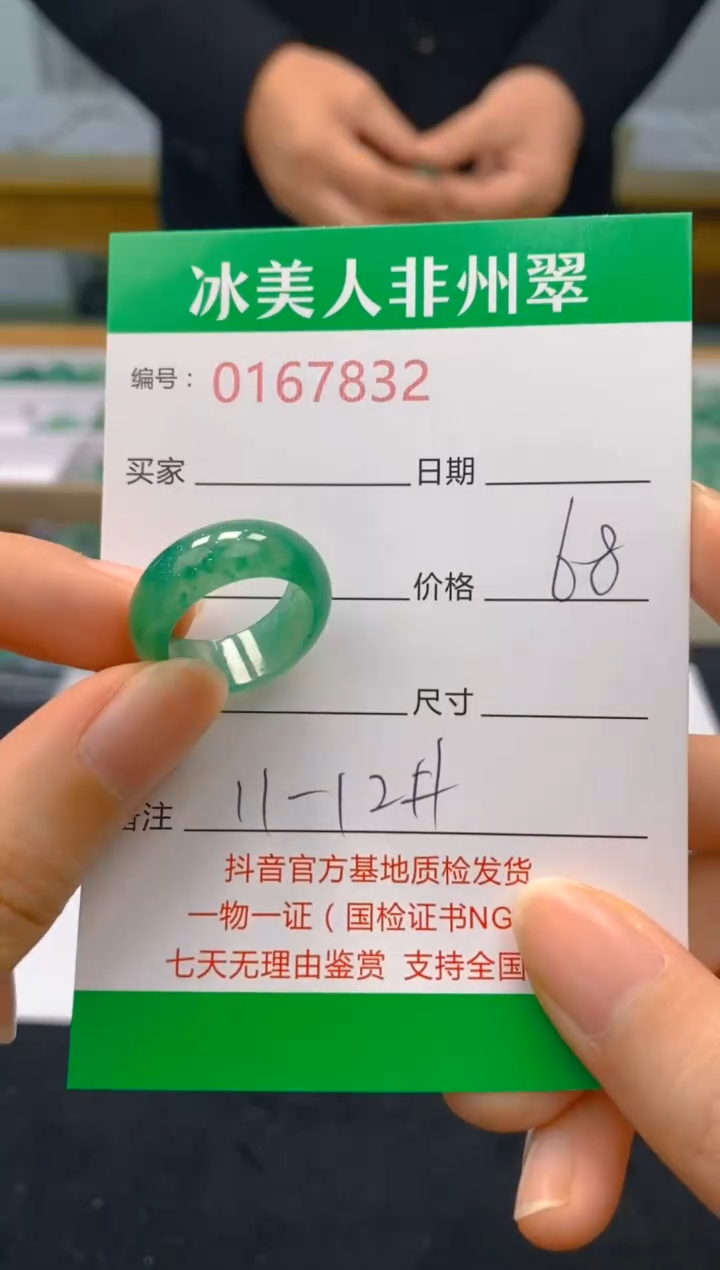 冰美人非州翠
编号：0167832
买家 日期
价格 68
尺寸
备注 11-12#
抖音官方基地质检发货
一物一证（国检证书NG
七天无理由鉴赏 支持全国